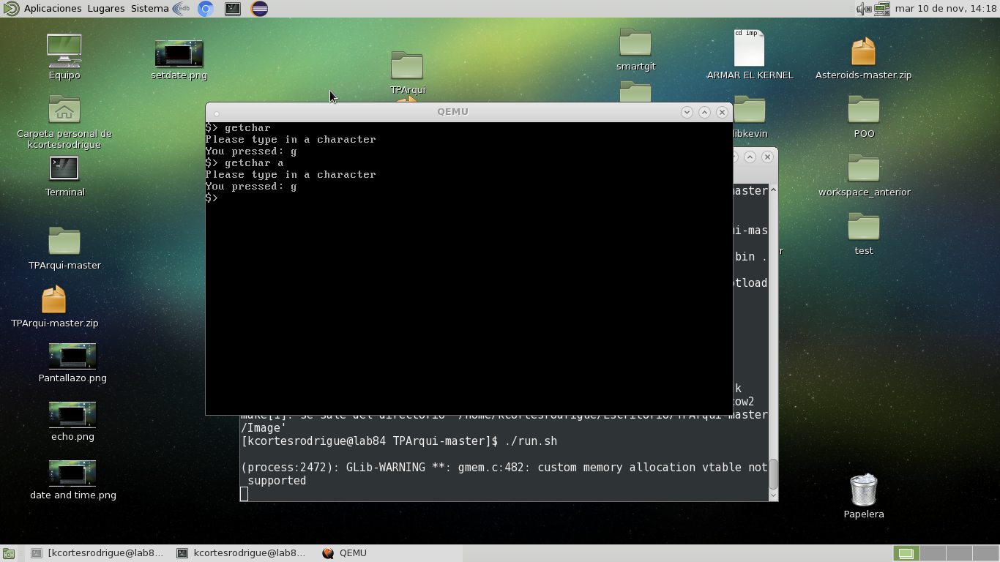 Aplicaciones Lugares Sistema edb
mar 10 de nov, 14:18
Equipo
setdate.png
TPArqui
smartgit
cd imp
ARMAR EL KERNEL
Asteroids-master.zip
Carpeta personal de
kcortesrodrigue
libkevin
POO
Terminal
workspace_anterior
TPArqui-master
test
TPArqui-master.zip
Pantallazo.png
echo.png
date and time.png
Papelera
QEMU
$> getchar
Please type in a character
You pressed: g
$> getchar a
Please type in a character
You pressed: g
$>
aster
ui-mas
bin .
otload
k
cow2
make[1]: se sale del directorio '/home/kcortesrodrigue/Escritorio/TPArqui-master
/Image'
[kcortesrodrigue@lab84 TPArqui-master]$ ./run.sh
(process:2472): GLib-WARNING **: gmem.c:482: custom memory allocation vtable not
supported
[kcortesrodrigue@lab8...
kcortesrodrigue@lab8...
QEMU